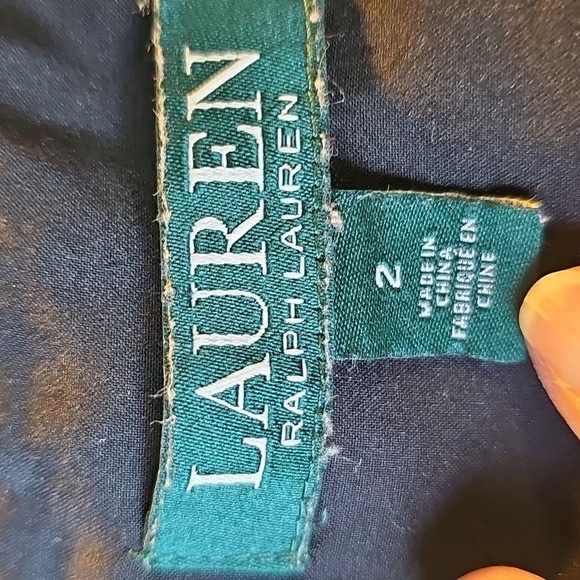 LAUREN
RALPH LAUREN
2
MADE IN
CHINA
FABRIQUÉ EN
CHINE